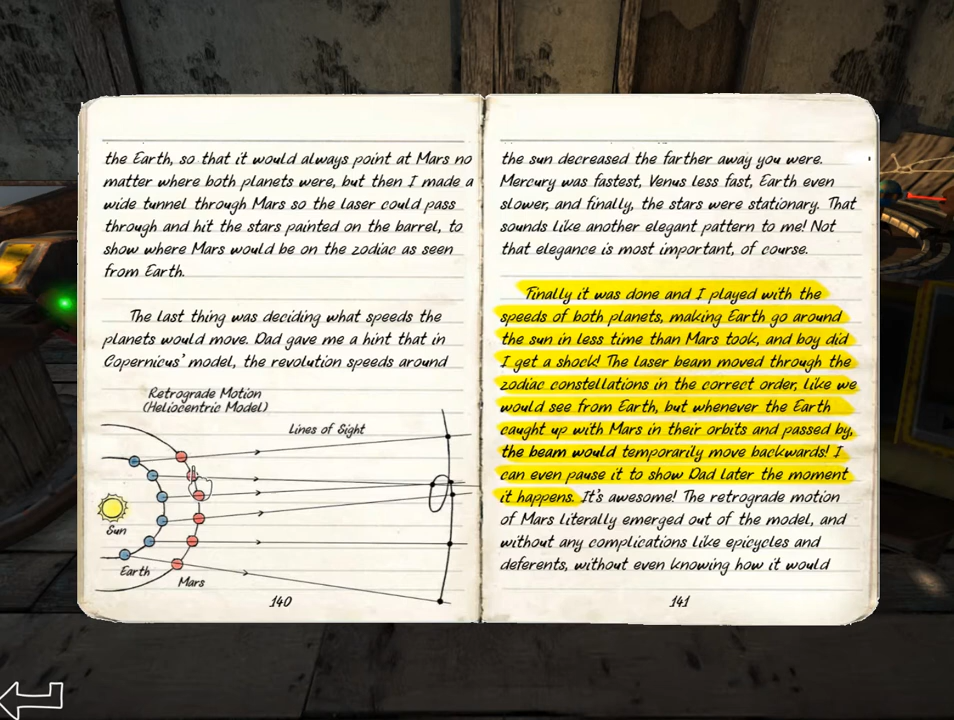 the Earth, so that it would always point at Mars no
matter where both planets were, but then I made a
wide tunnel through Mars so the laser could pass
through and hit the stars painted on the barrel, to
show where Mars would be on the zodiac as seen
from Earth.
The last thing was deciding what speeds the
planets would move. Dad gave me a hint that in
Copernicus' model, the revolution speeds around
Retrograde Motion
(Heliocentric Model)
Lines of Sight
Sun
Earth
Mars
140
the sun decreased the farther away you were.
Mercury was fastest, Venus less fast, Earth even
slower, and finally, the stars were stationary. That
sounds like another elegant pattern to me! Not
that elegance is most important, of course.
Finally it was done and I played with the
speeds of both planets, making Earth go around
the sun in less time than Mars took, and boy did
I get a shock! The laser beam moved through the
zodiac constellations in the correct order, like we
would see from Earth, but whenever the Earth
caught up with Mars in their orbits and passed by,
the beam would temporarily move backwards! I
can even pause it to show Dad later the moment
it happens. It's awesome! The retrograde motion
of Mars literally emerged out of the model, and
without any complications like epicycles and
deferents, without even knowing how it would
141